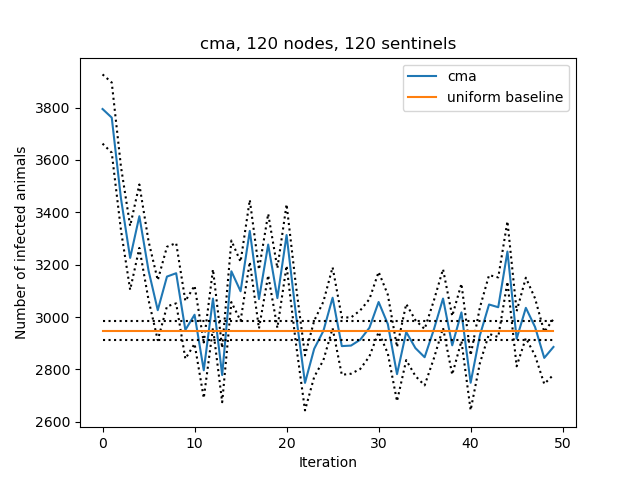 cma, 120 nodes, 120 sentinels
cma
uniform baseline
Number of infected animals
3800
3600
3400
3200
3000
2800
2600
0
10
20
30
40
50
Iteration